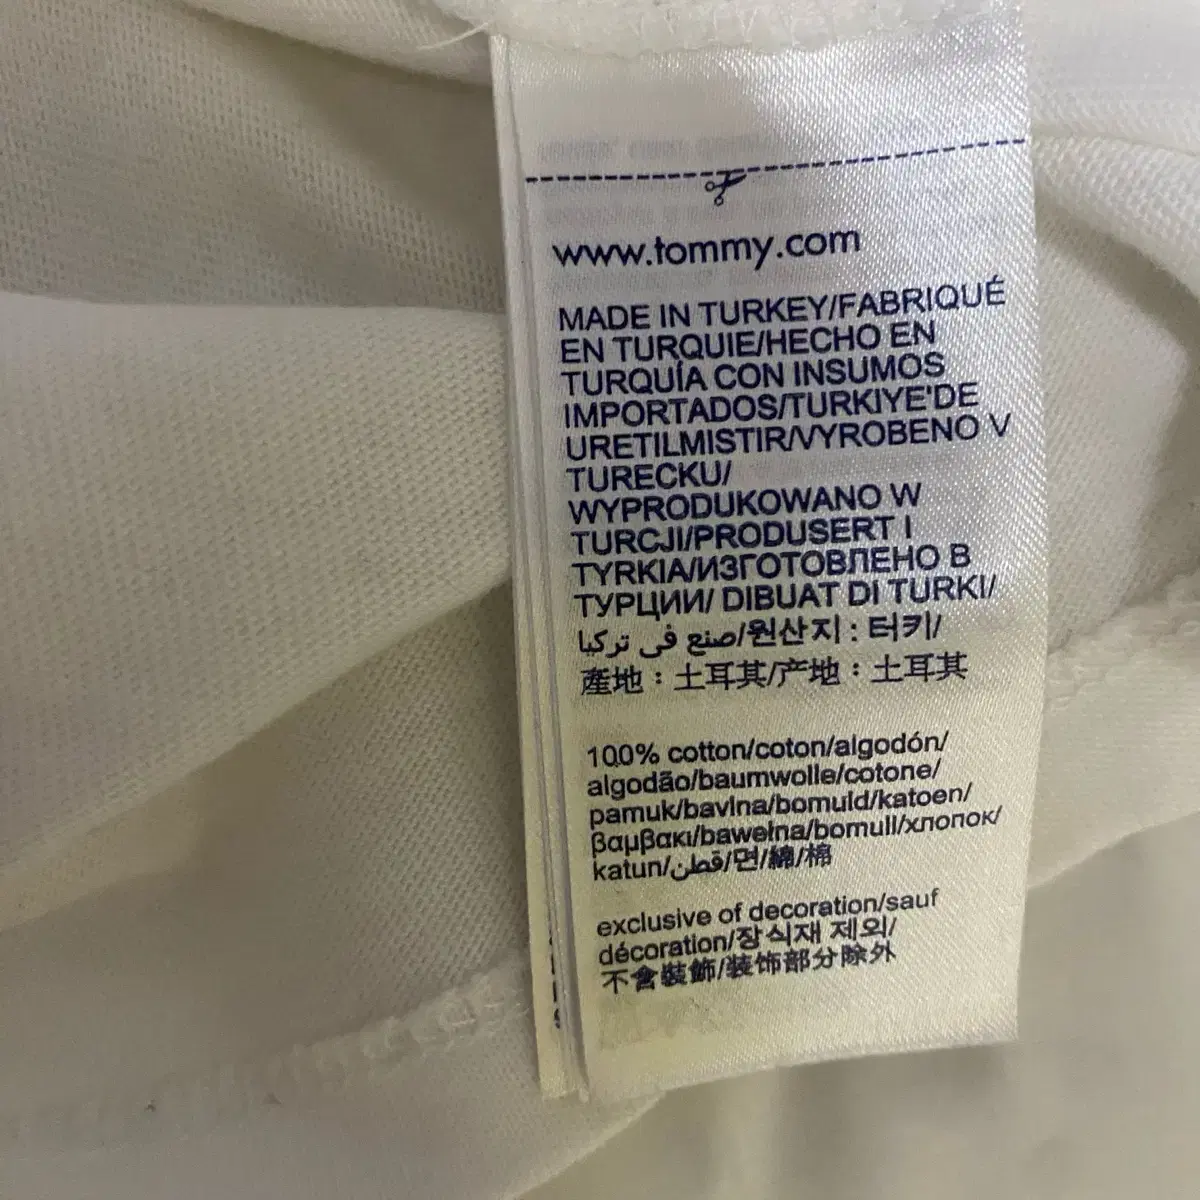 www.tommy.com
MADE IN TURKEY/FABRIQUÉ
EN TURQUIE/HECHO EN
TURQUÍA CON INSUMOS
IMPORTADOS/TURKIYE'DE
URETILMISTIR/VYROBENO V
TURECKU/
WYPRODUKOWANO W
TURCJI/PRODUSERT I
TYRKIA/ИЗГОТОВЛЕНО В
ТУРЦИИ/ DIBUAT DI TURKI/
صنع في تركيا/원산지 : 터키/
產地：土耳其/产地：土耳其
100% cotton/coton/algodón/
algodão/baumwolle/cotone/
pamuk/bavlna/bomuld/katoen/
βαμβακι/bawełna/bomull/хлопок/
katun/قطن/면/綿/棉
exclusive of decoration/sauf
décoration/장식재 제외/
不含裝飾/装饰部分除外